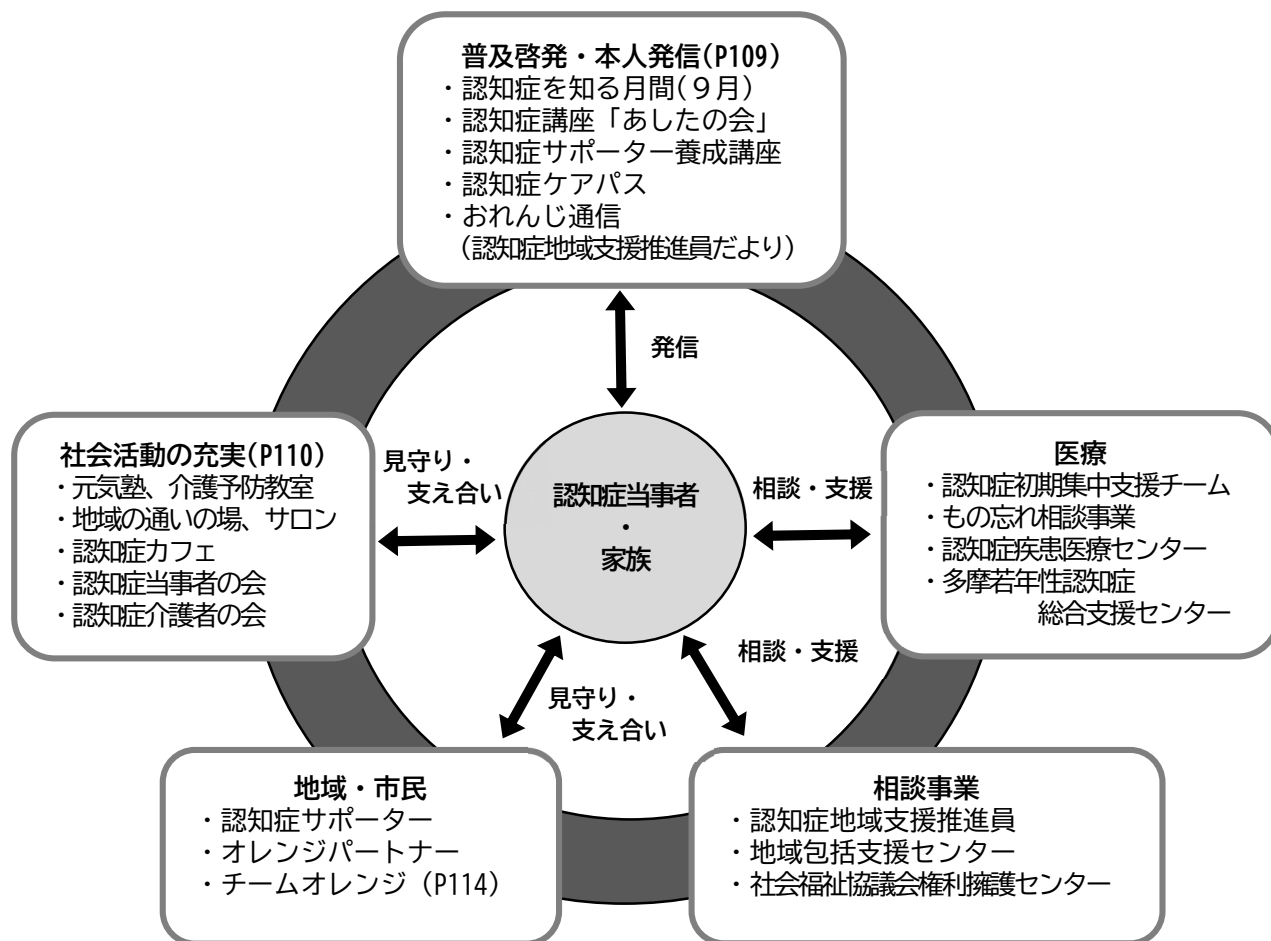 普及啓発・本人発信(P109)
・認知症を知る月間(９月)
・認知症講座「あしたの会」
・認知症サポーター養成講座
・認知症ケアパス
・おれんじ通信
(認知症地域支援推進員だより)
発信
社会活動の充実(P110)
・元気塾、介護予防教室
・地域の通いの場、サロン
・認知症カフェ
・認知症当事者の会
・認知症介護者の会
見守り・
支え合い
認知症当事者
・
家族
相談・支援
医療
・認知症初期集中支援チーム
・もの忘れ相談事業
・認知症疾患医療センター
・多摩若年性認知症
総合支援センター
見守り・
支え合い
相談・支援
地域・市民
・認知症サポーター
・オレンジパートナー
・チームオレンジ（P114）
相談事業
・認知症地域支援推進員
・地域包括支援センター
・社会福祉協議会権利擁護センター